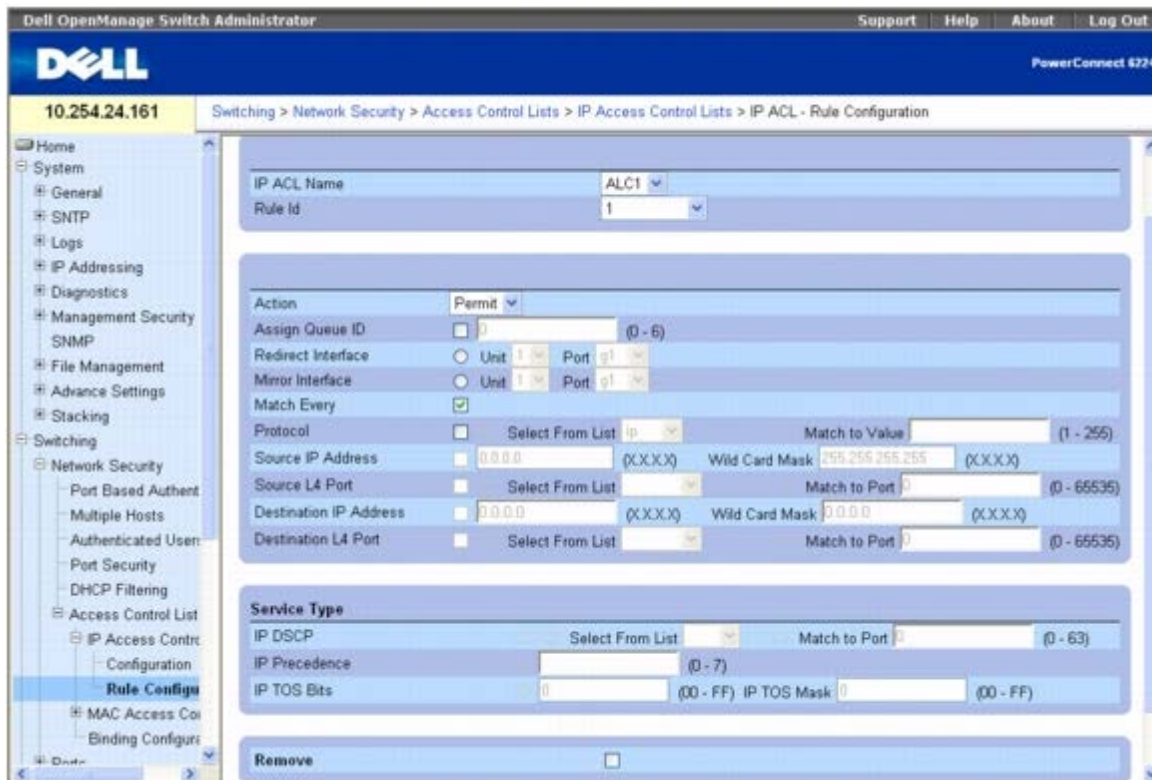 Dell OpenManage Switch Administrator Support Help About Log Out
DELL
PowerConnect 6224
10.254.24.161
Switching > Network Security > Access Control Lists > IP Access Control Lists > IP ACL - Rule Configuration
Home
System
General
SNTP
Logs
IP Addressing
Diagnostics
Management Security
SNMP
File Management
Advance Settings
Stacking
Switching
Network Security
Port Based Authent
Multiple Hosts
Authenticated User
Port Security
DHCP Filtering
Access Control List
IP Access Contro
Configuration
Rule Configu
MAC Access Co
Binding Configura
Ports
IP ACL Name ALC1
Rule Id 1
Action Permit
Assign Queue ID 0 (0 - 6)
Redirect Interface Unit 1 Port g1
Mirror Interface Unit 1 Port g1
Match Every
Protocol Select From List ip Match to Value (1 - 255)
Source IP Address 0.0.0.0 (X.X.X.X) Wild Card Mask 255.255.255.255 (X.X.X.X)
Source L4 Port Select From List Match to Port 0 (0 - 65535)
Destination IP Address 0.0.0.0 (X.X.X.X) Wild Card Mask 0.0.0.0 (X.X.X.X)
Destination L4 Port Select From List Match to Port 0 (0 - 65535)
Service Type
IP DSCP Select From List Match to Port 0 (0 - 63)
IP Precedence (0 - 7)
IP TOS Bits 0 (00 - FF) IP TOS Mask 0 (00 - FF)
Remove